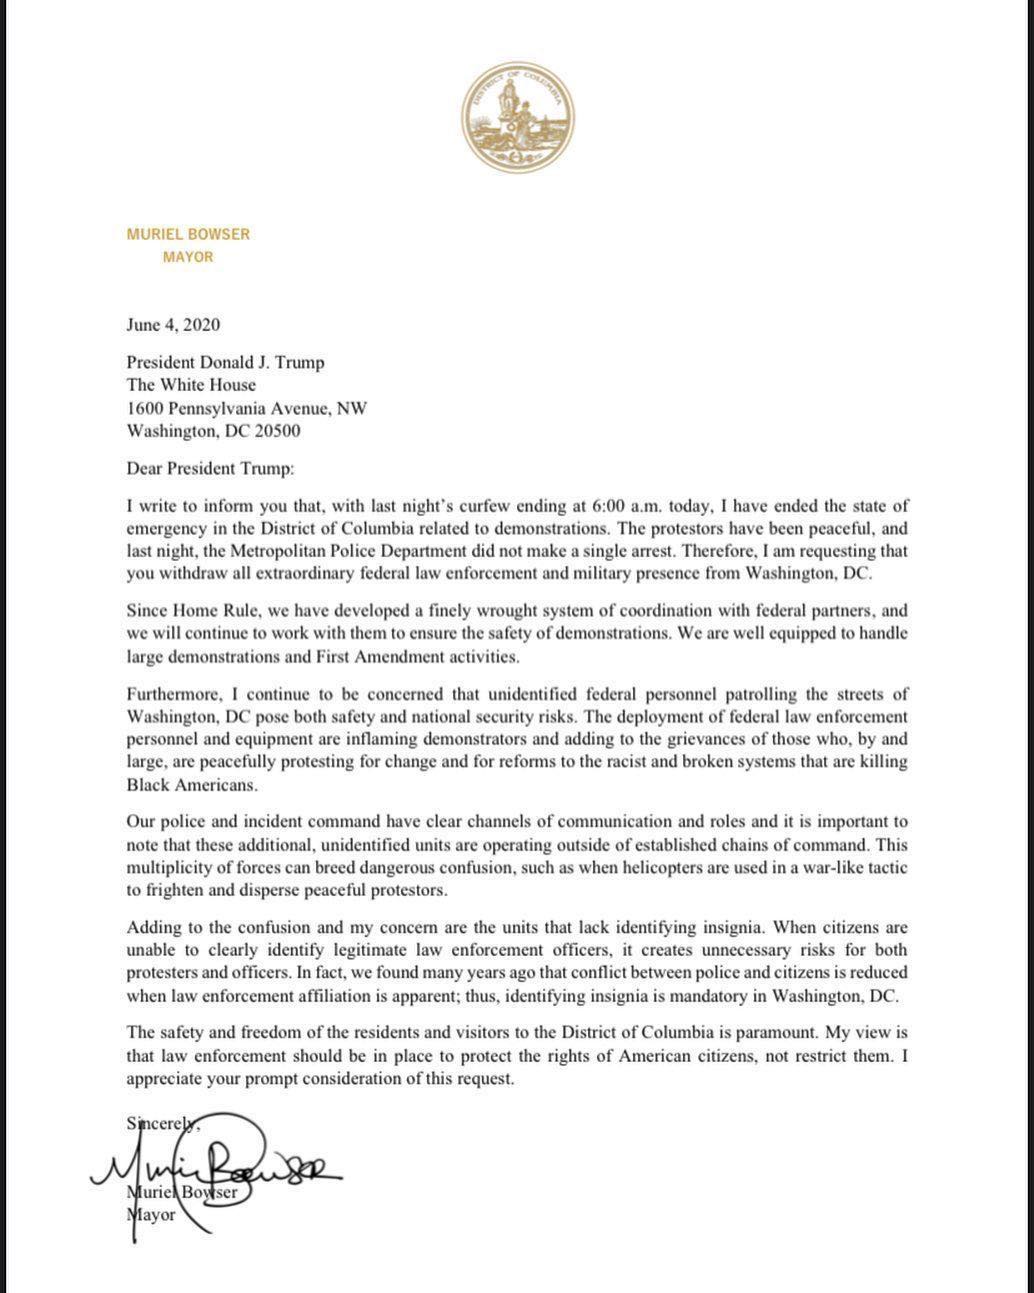 DISTRICT OF COLUMBIA
MURIEL BOWSER
MAYOR
June 4, 2020
President Donald J. Trump
The White House
1600 Pennsylvania Avenue, NW
Washington, DC 20500
Dear President Trump:
I write to inform you that, with last night's curfew ending at 6:00 a.m. today, I have ended the state of
emergency in the District of Columbia related to demonstrations. The protestors have been peaceful, and
last night, the Metropolitan Police Department did not make a single arrest. Therefore, I am requesting that
you withdraw all extraordinary federal law enforcement and military presence from Washington, DC.
Since Home Rule, we have developed a finely wrought system of coordination with federal partners, and
we will continue to work with them to ensure the safety of demonstrations. We are well equipped to handle
large demonstrations and First Amendment activities.
Furthermore, I continue to be concerned that unidentified federal personnel patrolling the streets of
Washington, DC pose both safety and national security risks. The deployment of federal law enforcement
personnel and equipment are inflaming demonstrators and adding to the grievances of those who, by and
large, are peacefully protesting for change and for reforms to the racist and broken systems that are killing
Black Americans.
Our police and incident command have clear channels of communication and roles and it is important to
note that these additional, unidentified units are operating outside of established chains of command. This
multiplicity of forces can breed dangerous confusion, such as when helicopters are used in a war-like tactic
to frighten and disperse peaceful protestors.
Adding to the confusion and my concern are the units that lack identifying insignia. When citizens are
unable to clearly identify legitimate law enforcement officers, it creates unnecessary risks for both
protesters and officers. In fact, we found many years ago that conflict between police and citizens is reduced
when law enforcement affiliation is apparent; thus, identifying insignia is mandatory in Washington, DC.
The safety and freedom of the residents and visitors to the District of Columbia is paramount. My view is
that law enforcement should be in place to protect the rights of American citizens, not restrict them. I
appreciate your prompt consideration of this request.
Sincerely,
Muriel Bowser
Muriel Bowser
Mayor